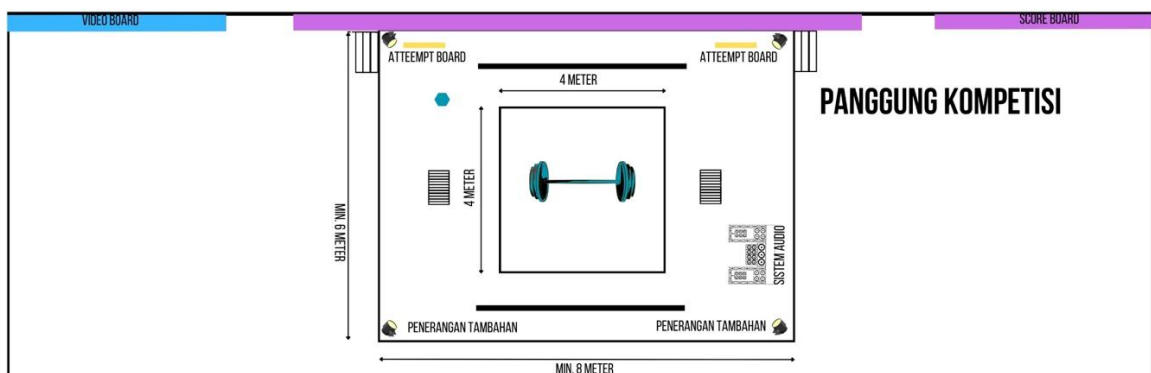 VIDEO BOARD
SCORE BOARD
ATTEEMPT BOARD
ATTEEMPT BOARD
4 METER
PANGGUNG KOMPETISI
4 METER
MIN. 6 METER
SISTEM AUDIO
PENERANGAN TAMBAHAN
PENERANGAN TAMBAHAN
MIN. 8 METER